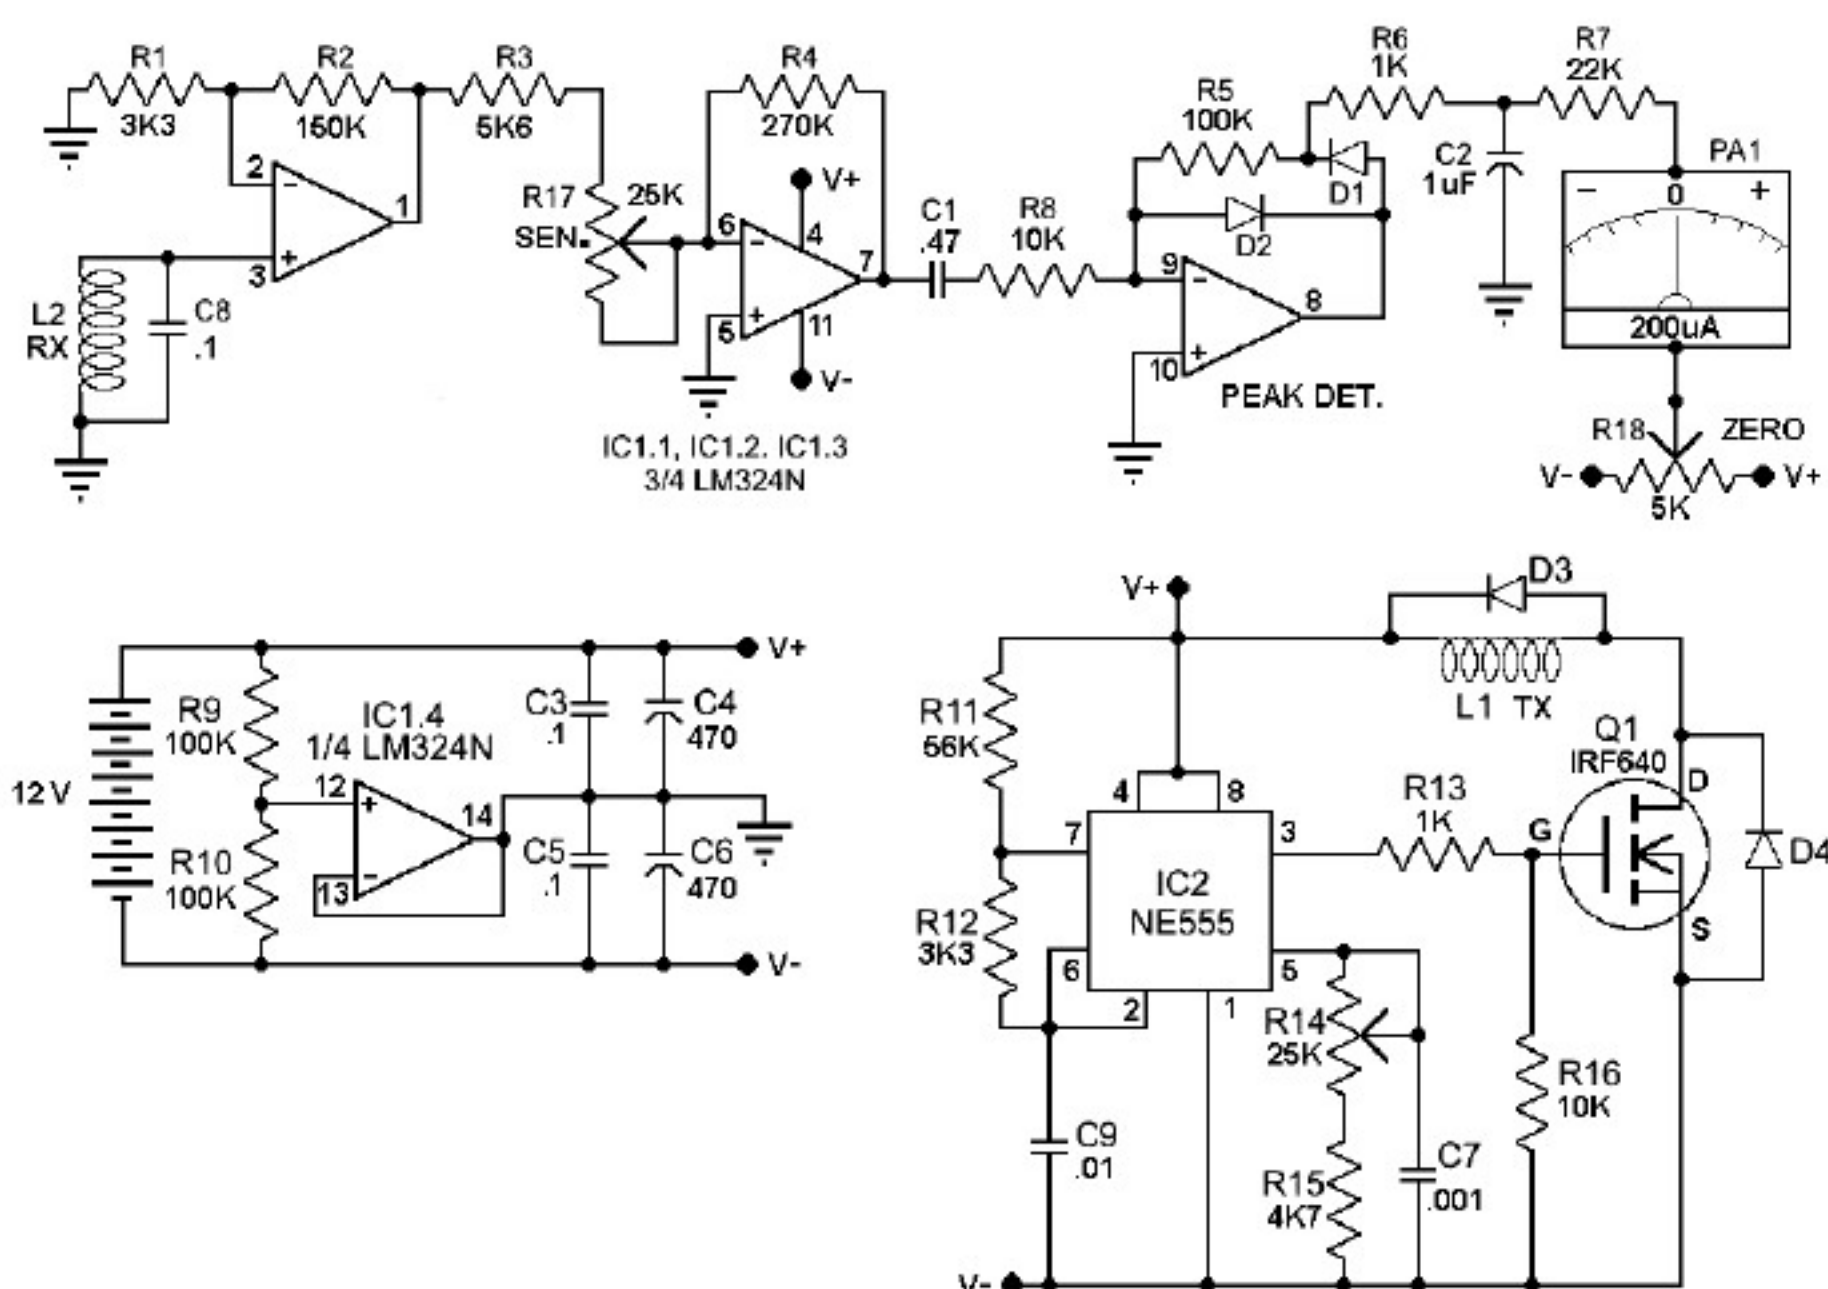 R1
3K3
R2
150K
R3
5K6
2
−
3
+
1
L2
RX
C8
.1
R17
25K
SEN.
R4
270K
V+
6
−
4
7
5
+
11
V-
IC1.1, IC1.2. IC1.3
3/4 LM324N
C1
.47
R8
10K
R5
100K
D1
D2
9
−
8
10
+
PEAK DET.
R6
1K
R7
22K
C2
1uF
PA1
− 0 +
200uA
R18
ZERO
V-
V+
5K
12 V
R9
100K
R10
100K
IC1.4
1/4 LM324N
12
+
14
13
−
C3
.1
C4
470
C5
.1
C6
470
V+
V-
V+
D3
L1 TX
R11
56K
R12
3K3
4
8
7
3
IC2
NE555
6
5
2
1
R13
1K
Q1
IRF640
D
G
S
D4
R14
25K
R15
4K7
R16
10K
C9
.01
C7
.001
V-